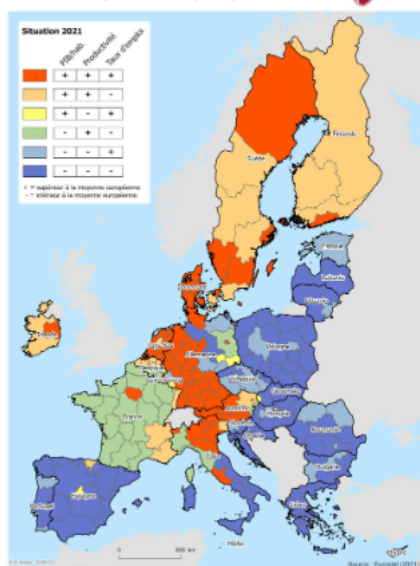 Situation 2021
PIB/hab.
Productivité
Taux d'emploi
+ + +
+ + -
+ - +
- + -
- - +
- - -
+ = supérieur à la moyenne européenne
- = inférieur à la moyenne européenne
Finlande
Suède
Estonie
Lettonie
Lituanie
Danemark
Irlande
Pays-Bas
Pologne
Allemagne
Belgique
Luxembourg
Tchéquie
Slovaquie
France
Autriche
Hongrie
Slovénie
Croatie
Roumanie
Italie
Bulgarie
Espagne
Portugal
Grèce
Malte
Chypre
0
Source : Eurostat (2021)